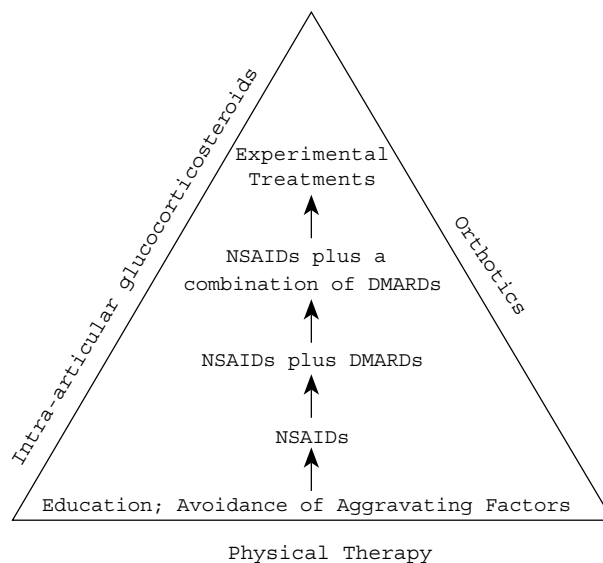 Intra-articular glucocorticosteroids
Orthotics
Experimental
Treatments
NSAIDs plus a
combination of DMARDs
NSAIDs plus DMARDs
NSAIDs
Education; Avoidance of Aggravating Factors
Physical Therapy